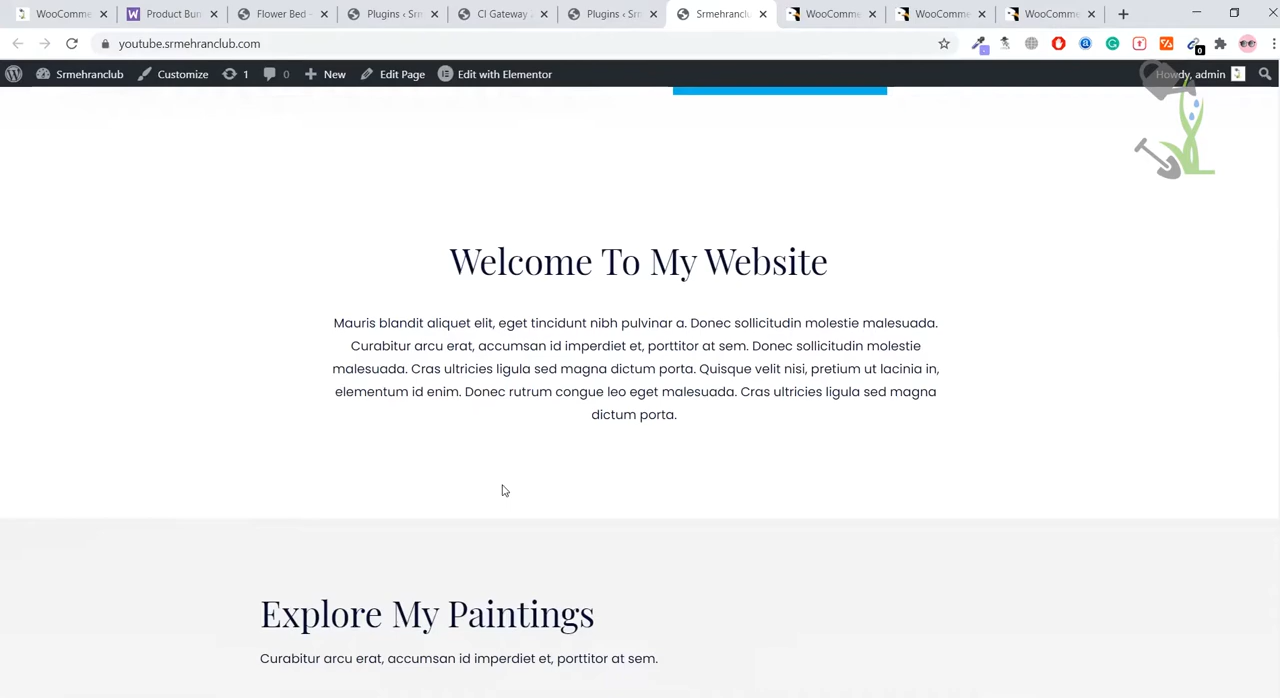 WooComme
Product Bun
Flower Bed -
Plugins ‹ Srm
CI Gateway
Plugins ‹ Srm
Srmehranclu
WooComme
WooComme
WooComme
youtube.srmehranclub.com
0
Srmehranclub
Customize
1
0
New
Edit Page
Edit with Elementor
Howdy, admin
Welcome To My Website
Mauris blandit aliquet elit, eget tincidunt nibh pulvinar a. Donec sollicitudin molestie malesuada.
Curabitur arcu erat, accumsan id imperdiet et, porttitor at sem. Donec sollicitudin molestie
malesuada. Cras ultricies ligula sed magna dictum porta. Quisque velit nisi, pretium ut lacinia in,
elementum id enim. Donec rutrum congue leo eget malesuada. Cras ultricies ligula sed magna
dictum porta.
Explore My Paintings
Curabitur arcu erat, accumsan id imperdiet et, porttitor at sem.